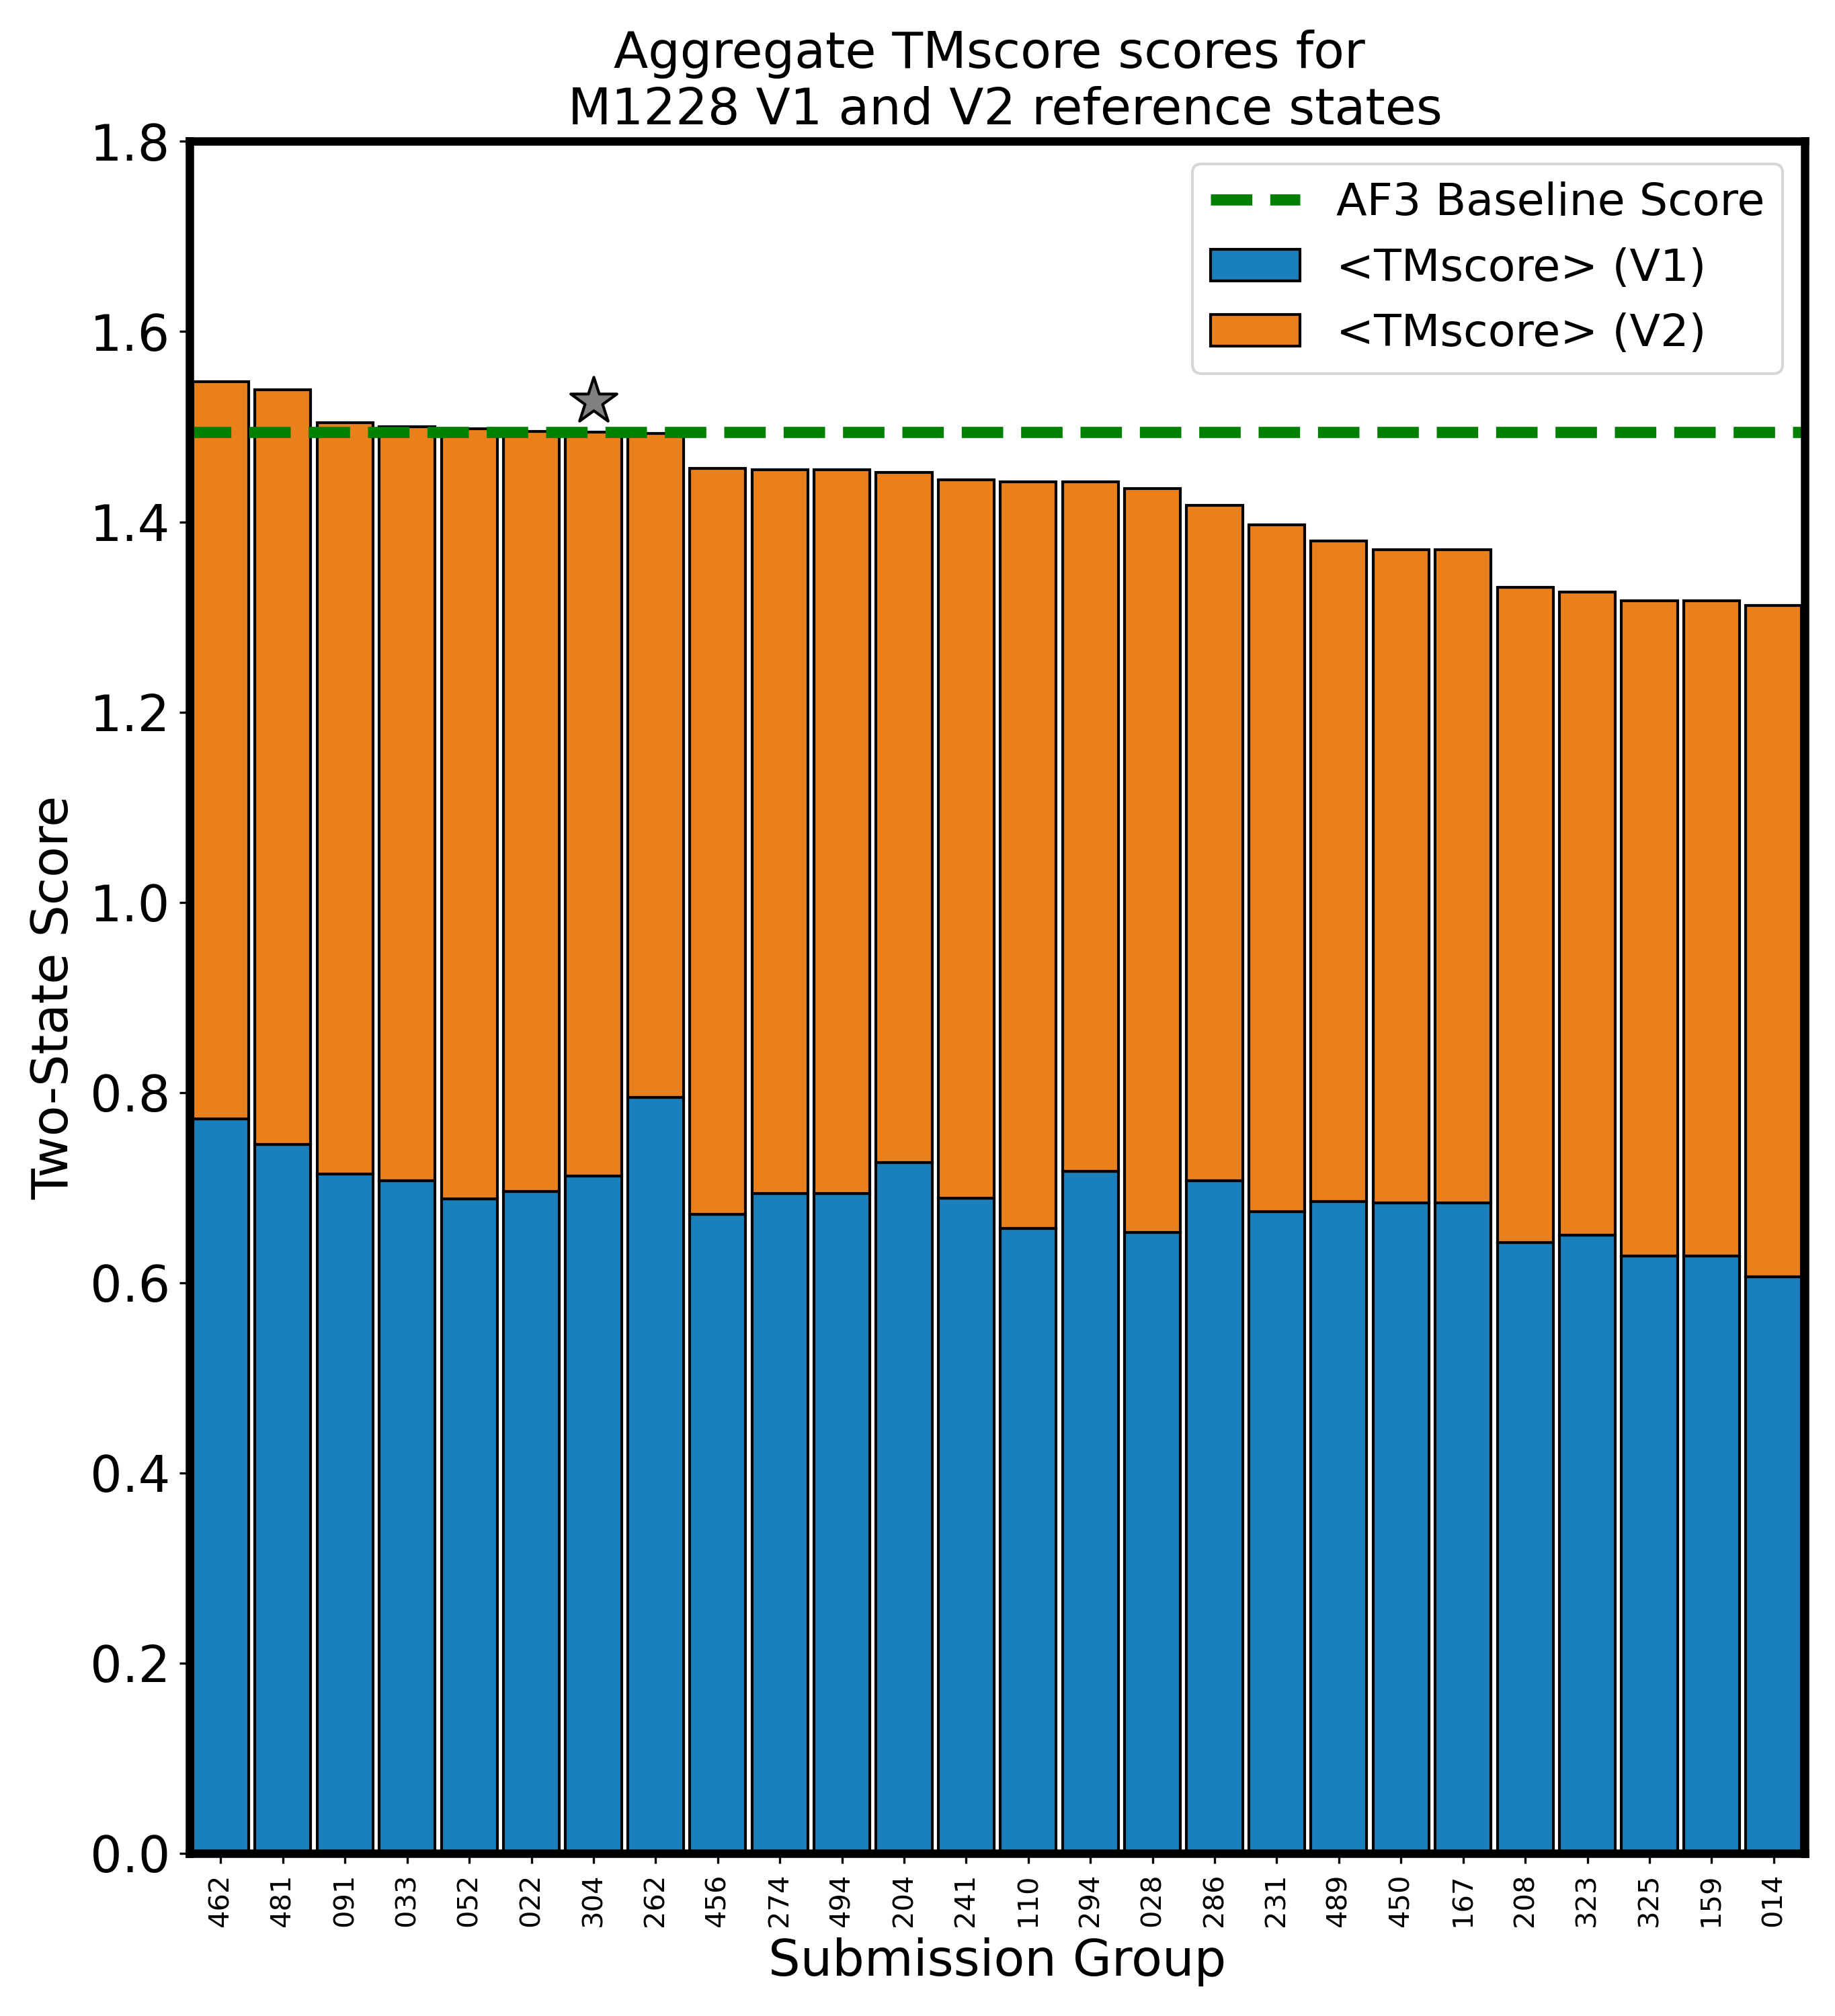 Aggregate TMscore scores for
M1228 V1 and V2 reference states
AF3 Baseline Score
<TMscore> (V1)
<TMscore> (V2)
Two-State Score
1.8
1.6
1.4
1.2
1.0
0.8
0.6
0.4
0.2
0.0
462 481 091 033 052 022 304 262 456 274 494 204 241 110 294 028 286 231 489 450 167 208 323 325 159 014
Submission Group